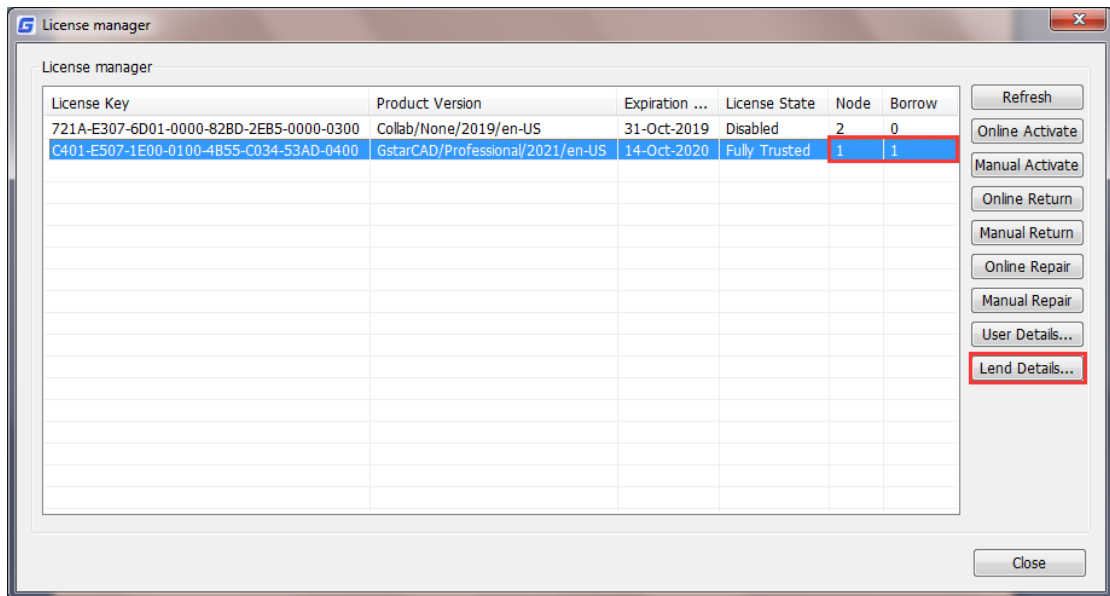 License manager
License manager
License Key Product Version Expiration ... License State Node Borrow
721A-E307-6D01-0000-82BD-2EB5-0000-0300 Collab/None/2019/en-US 31-Oct-2019 Disabled 2 0
C401-E507-1E00-0100-4B55-C034-53AD-0400 GstarCAD/Professional/2021/en-US 14-Oct-2020 Fully Trusted 1 1
Refresh
Online Activate
Manual Activate
Online Return
Manual Return
Online Repair
Manual Repair
User Details...
Lend Details...
Close